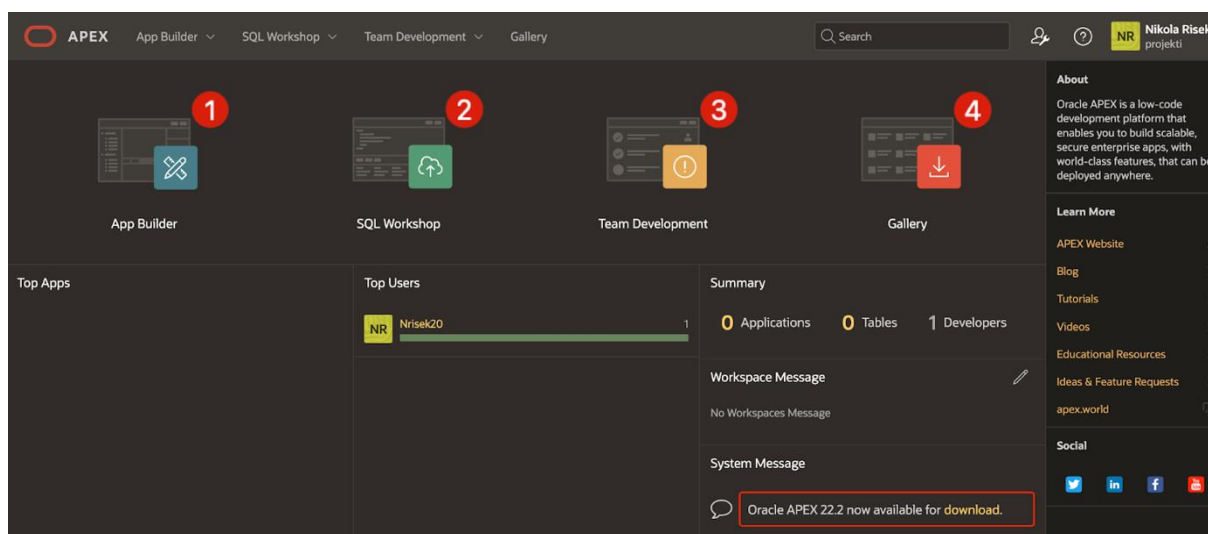 APEX App Builder SQL Workshop Team Development Gallery
Search
NR Nikola Risek
projekti
1
2
3
4
App Builder
SQL Workshop
Team Development
Gallery
Top Apps
Top Users
NR Nrisek20 1
Summary
0 Applications 0 Tables 1 Developers
Workspace Message
No Workspaces Message
System Message
Oracle APEX 22.2 now available for download.
About
Oracle APEX is a low-code
development platform that
enables you to build scalable,
secure enterprise apps, with
world-class features, that can be
deployed anywhere.
Learn More
APEX Website
Blog
Tutorials
Videos
Educational Resources
Ideas & Feature Requests
apex.world
Social